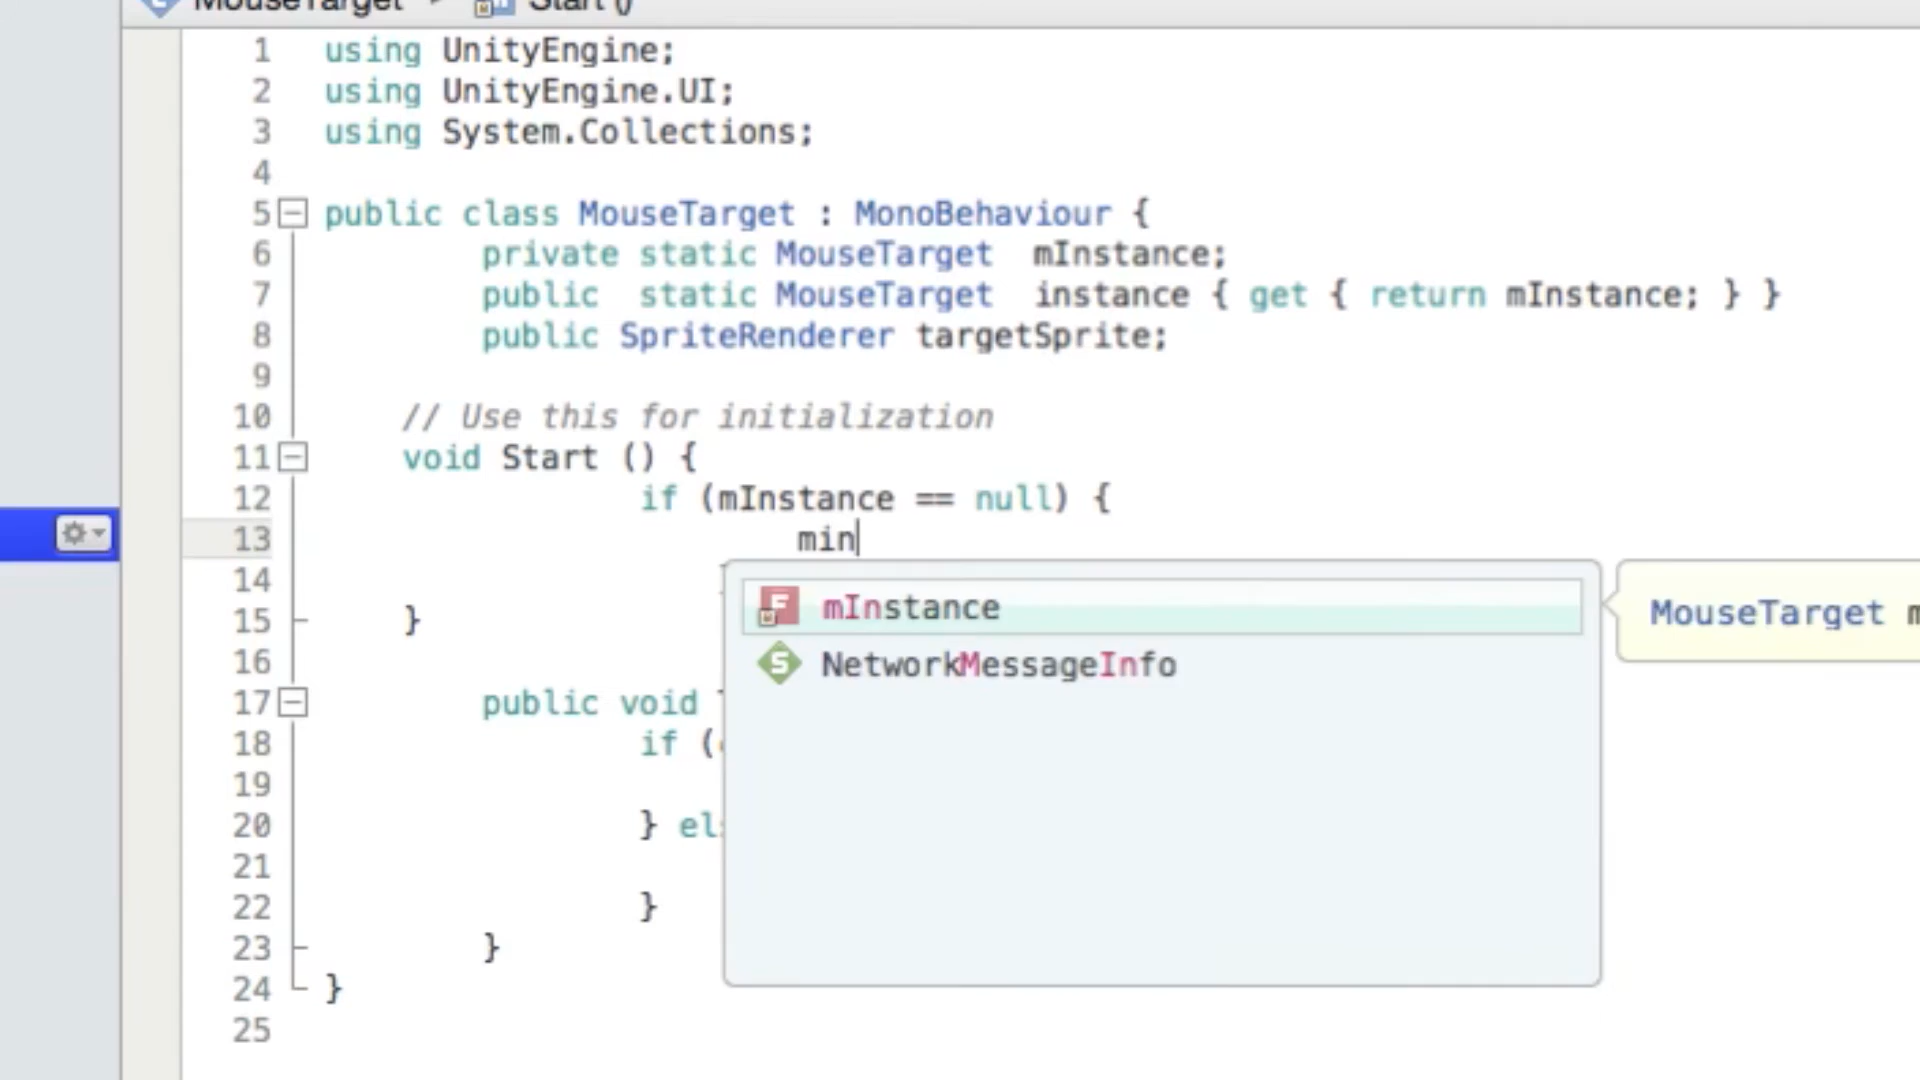 MouseTarget Start ()
1 using UnityEngine;
2 using UnityEngine.UI;
3 using System.Collections;
4
5 public class MouseTarget : MonoBehaviour {
6 private static MouseTarget mInstance;
7 public static MouseTarget instance { get { return mInstance; } }
8 public SpriteRenderer targetSprite;
9
10 // Use this for initialization
11 void Start () {
12 if (mInstance == null) {
13 min
14
15 }
16
17 public void
18 if (
19
20 }
21
22 }
23 }
24 }
25
mInstance
NetworkMessageInfo
MouseTarget